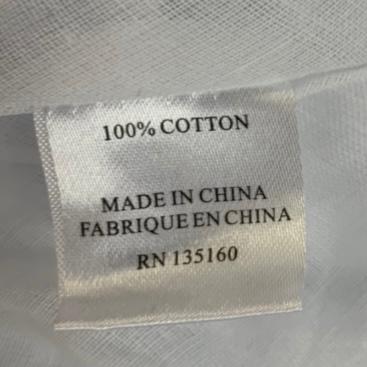 100% COTTON
MADE IN CHINA
FABRIQUE EN CHINA
RN 135160